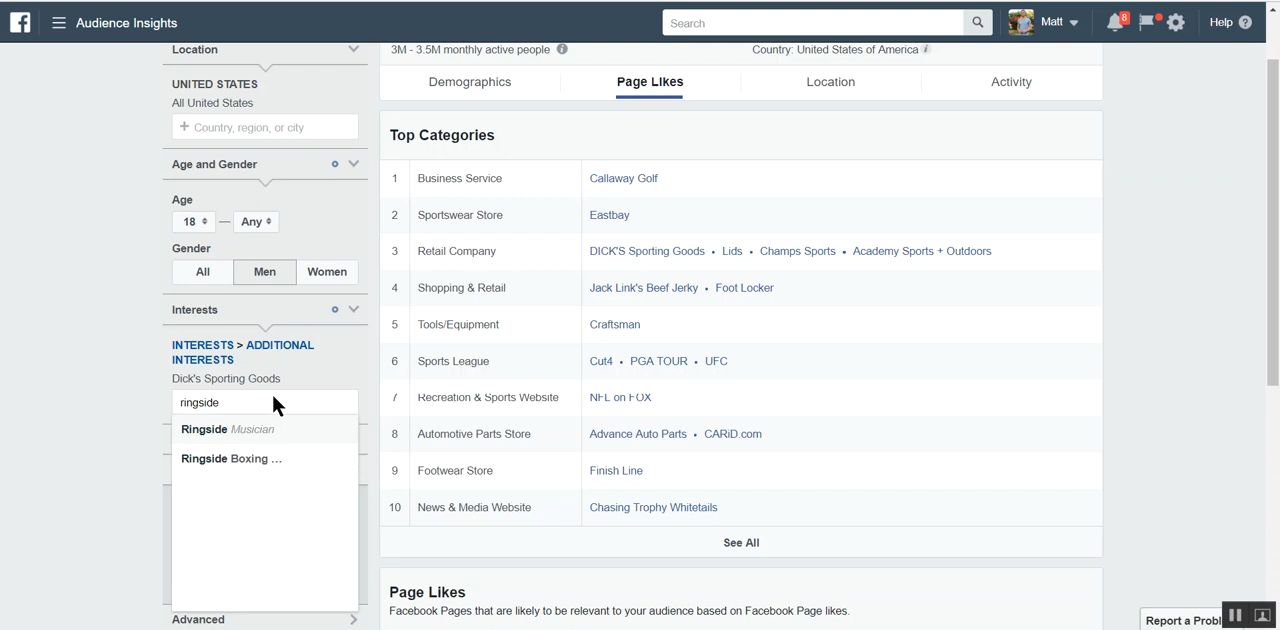 Audience Insights
Search
Matt
8
Help ?
Location
UNITED STATES
All United States
+ Country, region, or city
Age and Gender
Age
18 — Any
Gender
All Men Women
Interests
INTERESTS > ADDITIONAL
INTERESTS
Dick's Sporting Goods
ringside
Ringside Musician
Ringside Boxing ...
Advanced
3M - 3.5M monthly active people
Country: United States of America
Demographics Page Likes Location Activity
Top Categories
1 Business Service Callaway Golf
2 Sportswear Store Eastbay
3 Retail Company DICK'S Sporting Goods • Lids • Champs Sports • Academy Sports + Outdoors
4 Shopping & Retail Jack Link's Beef Jerky • Foot Locker
5 Tools/Equipment Craftsman
6 Sports League Cut4 • PGA TOUR • UFC
7 Recreation & Sports Website NFL on FOX
8 Automotive Parts Store Advance Auto Parts • CARiD.com
9 Footwear Store Finish Line
10 News & Media Website Chasing Trophy Whitetails
See All
Page Likes
Facebook Pages that are likely to be relevant to your audience based on Facebook Page likes.
Report a Probl